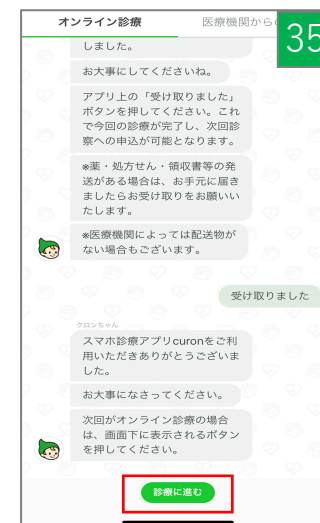 オンライン診療
医療機関から
35
しました。
お大事にしてくださいね。
アプリ上の「受け取りました」
ボタンを押してください。これ
で今回の診療が完了し、次回診
察への申込が可能となります。
※薬・処方せん・領収書等の発
送がある場合は、お手元に届き
ましたらお受け取りをお願いい
たします。
※医療機関によっては配送物が
ない場合もございます。
受け取りました
クロンちゃん
スマホ診療アプリcuronをご利
用いただきありがとうございま
した。
お大事になさってください。
次回がオンライン診療の場合
は、画面下に表示されるボタン
を押してください。
診療に進む